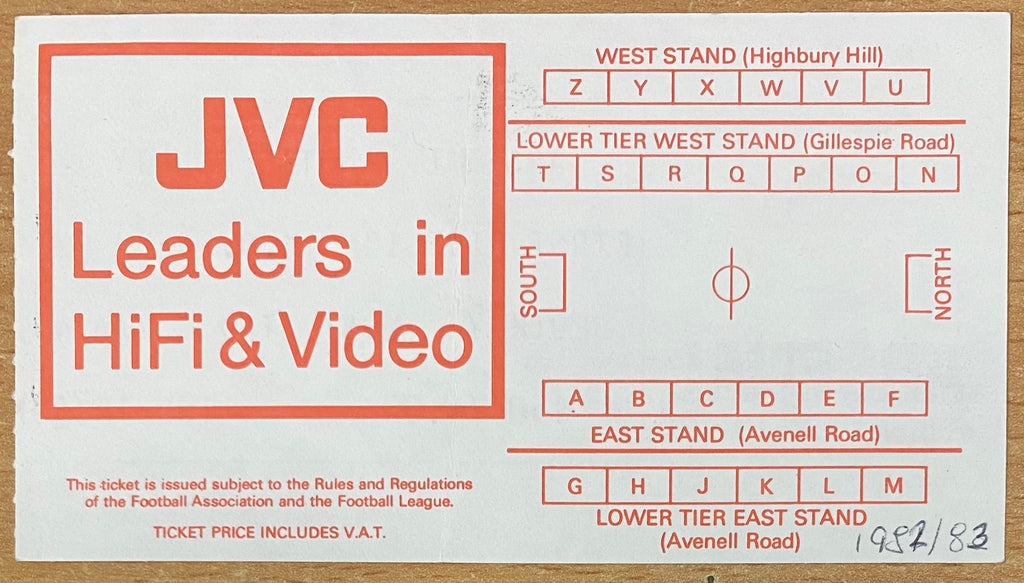 JVC
Leaders in
HiFi & Video
This ticket is issued subject to the Rules and Regulations
of the Football Association and the Football League.
TICKET PRICE INCLUDES V.A.T.
WEST STAND (Highbury Hill)
Z Y X W V U
LOWER TIER WEST STAND (Gillespie Road)
T S R Q P O N
SOUTH
NORTH
A B C D E F
EAST STAND (Avenell Road)
G H J K L M
LOWER TIER EAST STAND
(Avenell Road)
1982/83